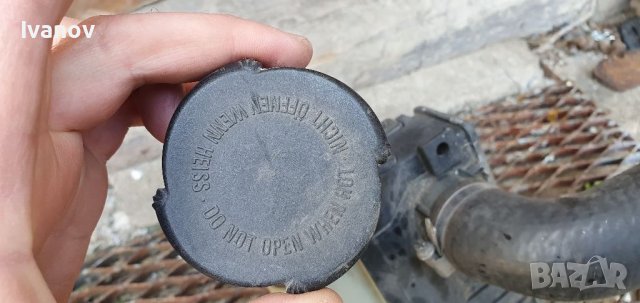 Ivanov
NICHT ÖFFNEN WENN HEISS · DO NOT OPEN WHEN HOT ·
BAZAR